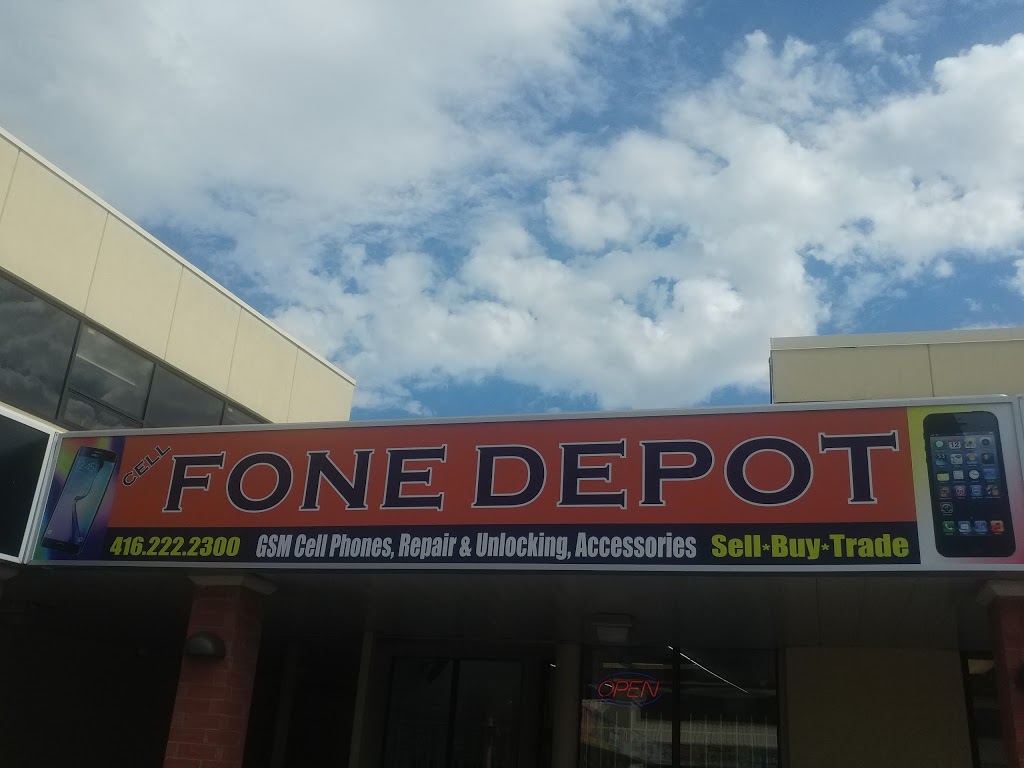 CELL
FONE DEPOT
416.222.2300 GSM Cell Phones, Repair & Unlocking, Accessories Sell*Buy*Trade
OPEN